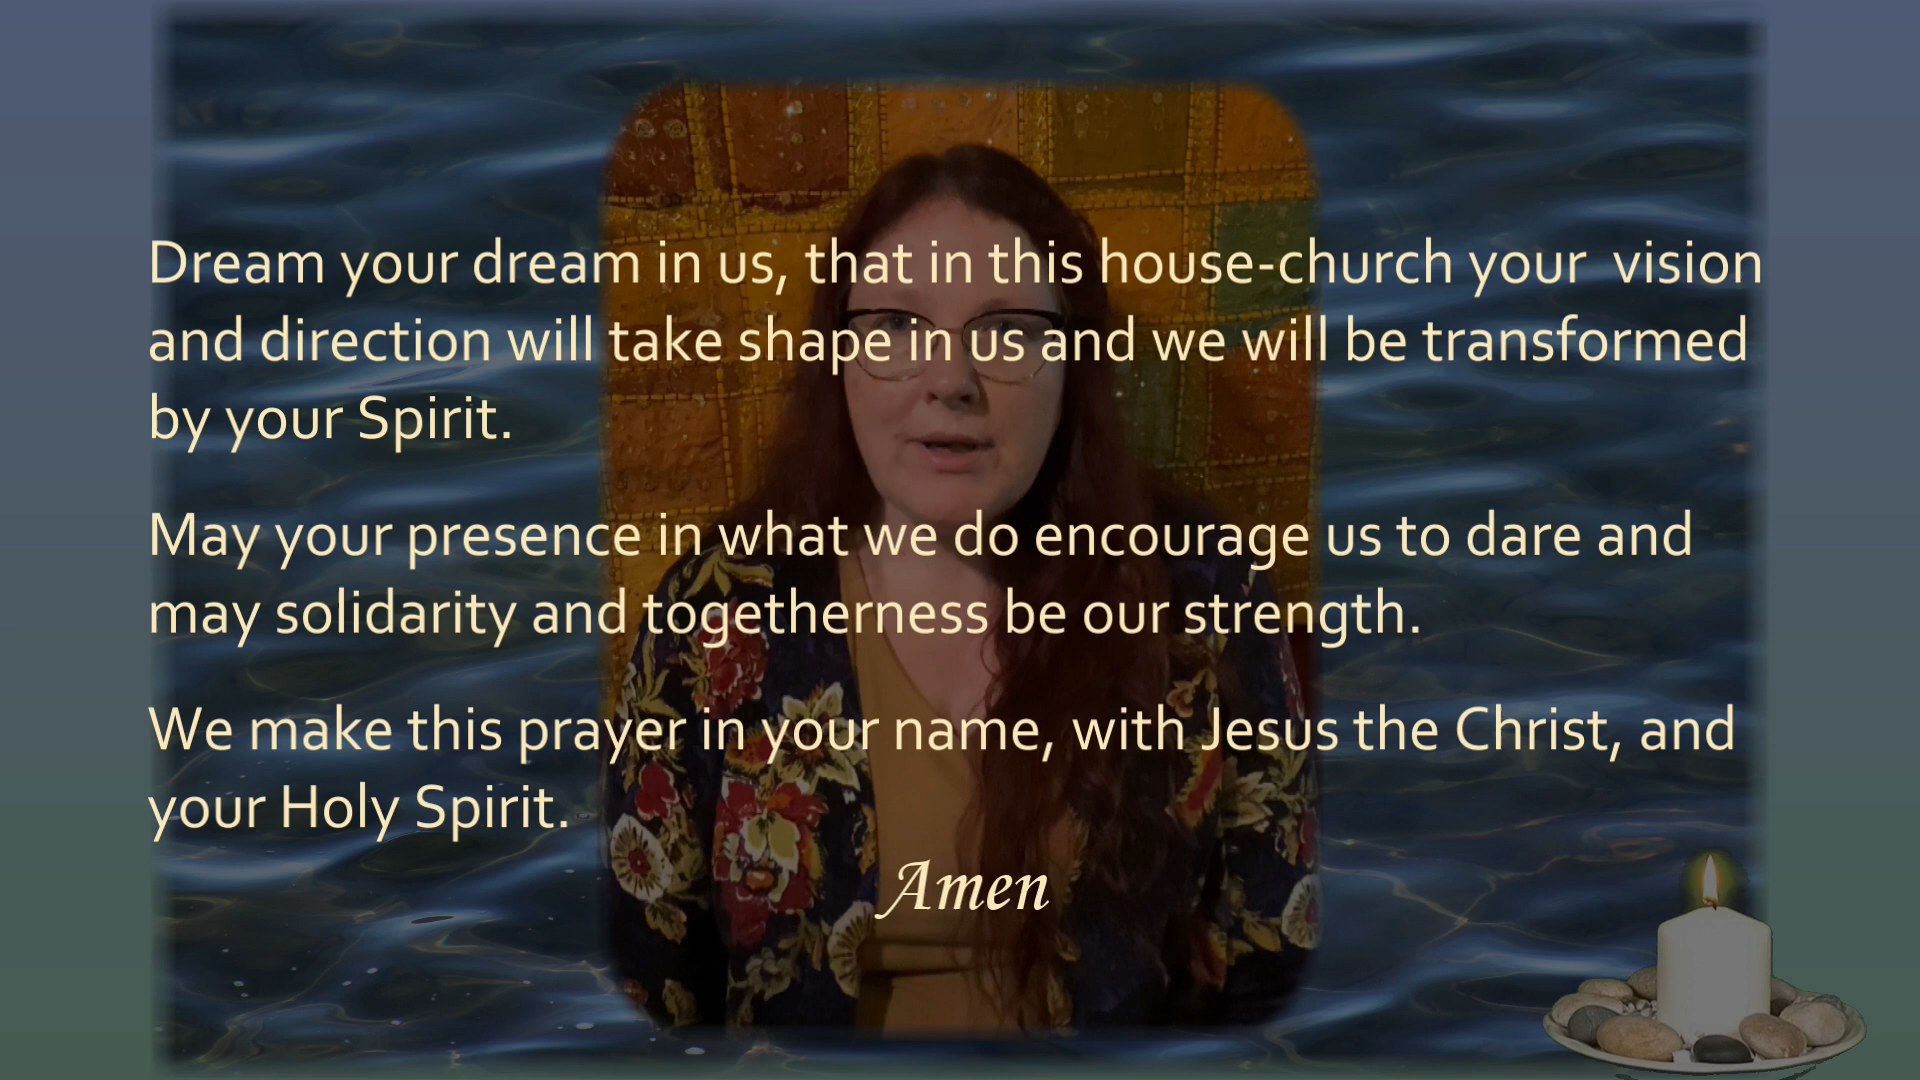 Dream your dream in us, that in this house-church your  vision
and direction will take shape in us and we will be transformed
by your Spirit.
May your presence in what we do encourage us to dare and
may solidarity and togetherness be our strength.
We make this prayer in your name, with Jesus the Christ, and
your Holy Spirit.
Amen